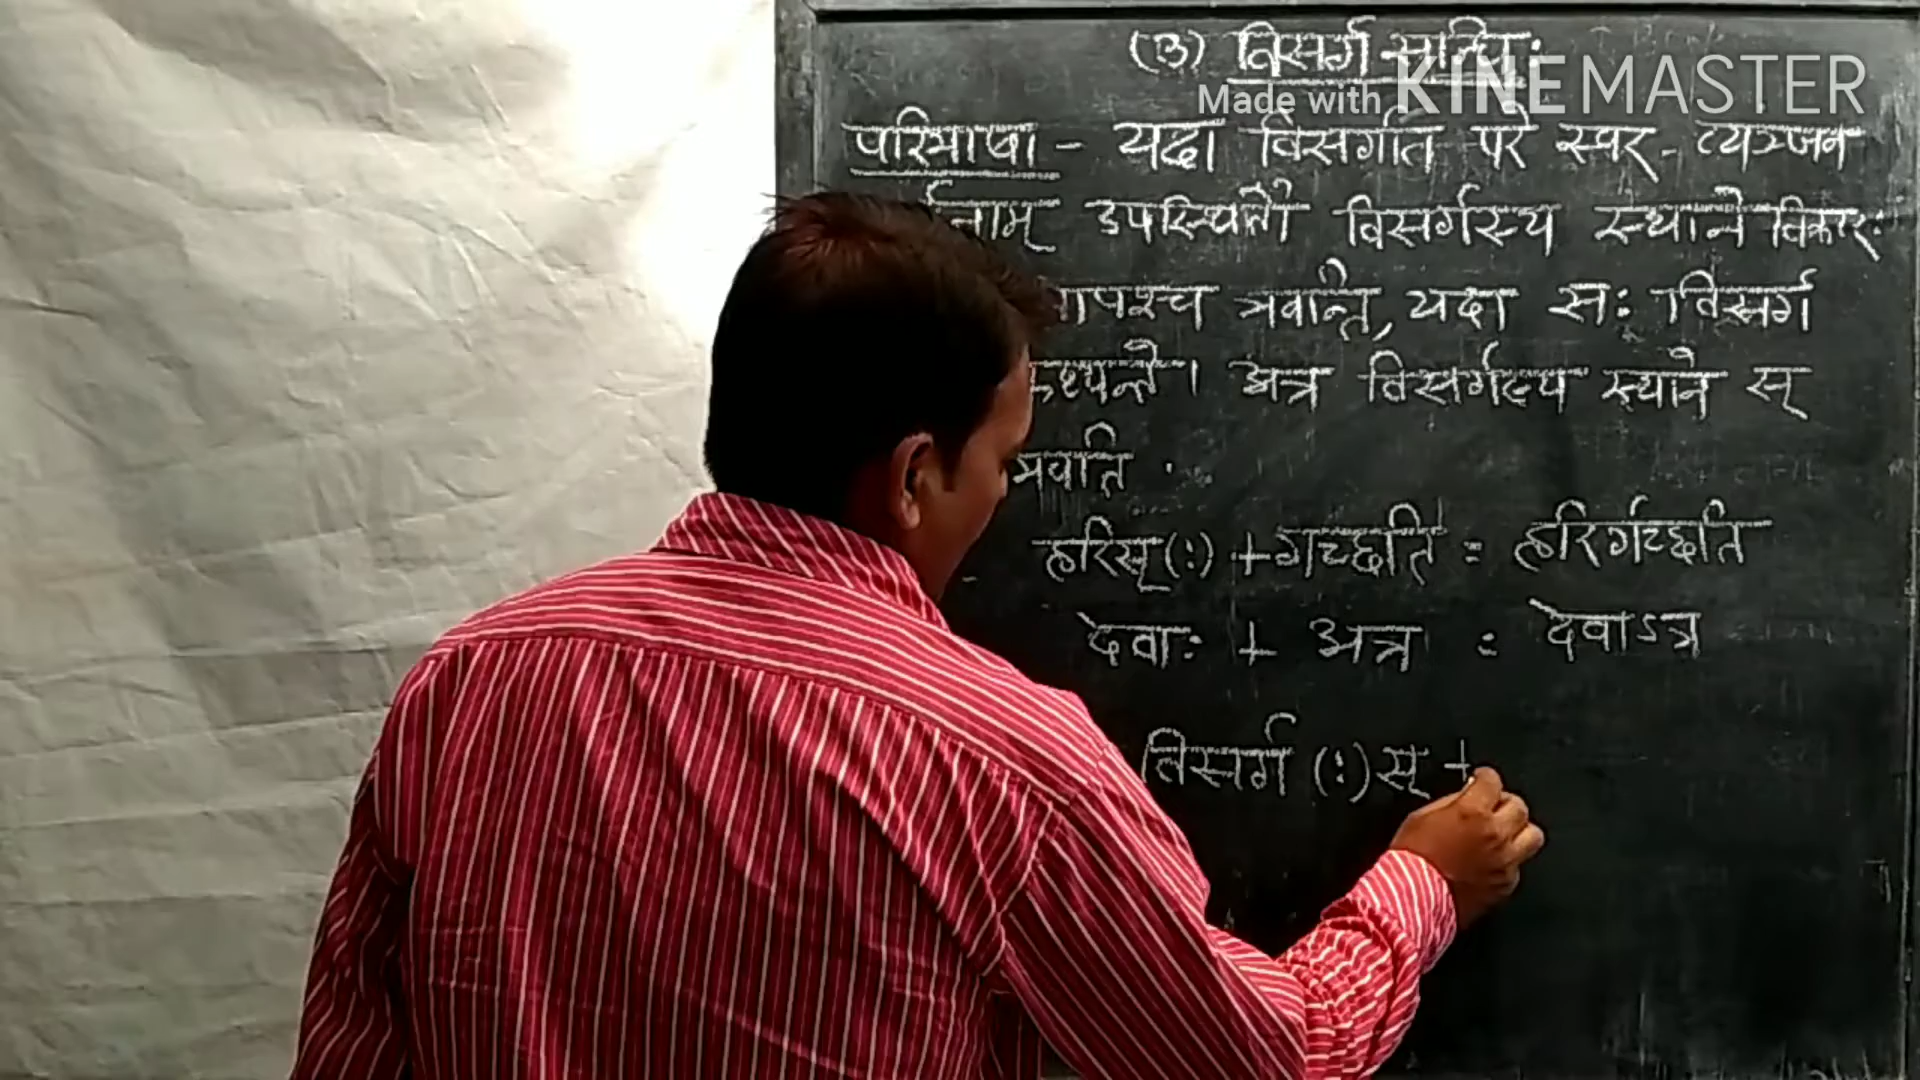 (3) विसर्ग सन्धि:
Made with KINEMASTER
परिभाषा - यदा विसर्गात परे स्वर - व्यञ्जन
उपस्थिते विसर्गस्य स्थाने विकार:
भवन्ति, यदा स: विसर्ग
कथ्यन्ते। अत्र विसर्गस्य स्थाने स्
भवति .
हरिस्(:) + गच्छति = हरिर्गच्छति
देवा: + अत्र = देवाऽत्र
विसर्ग (:) स् +